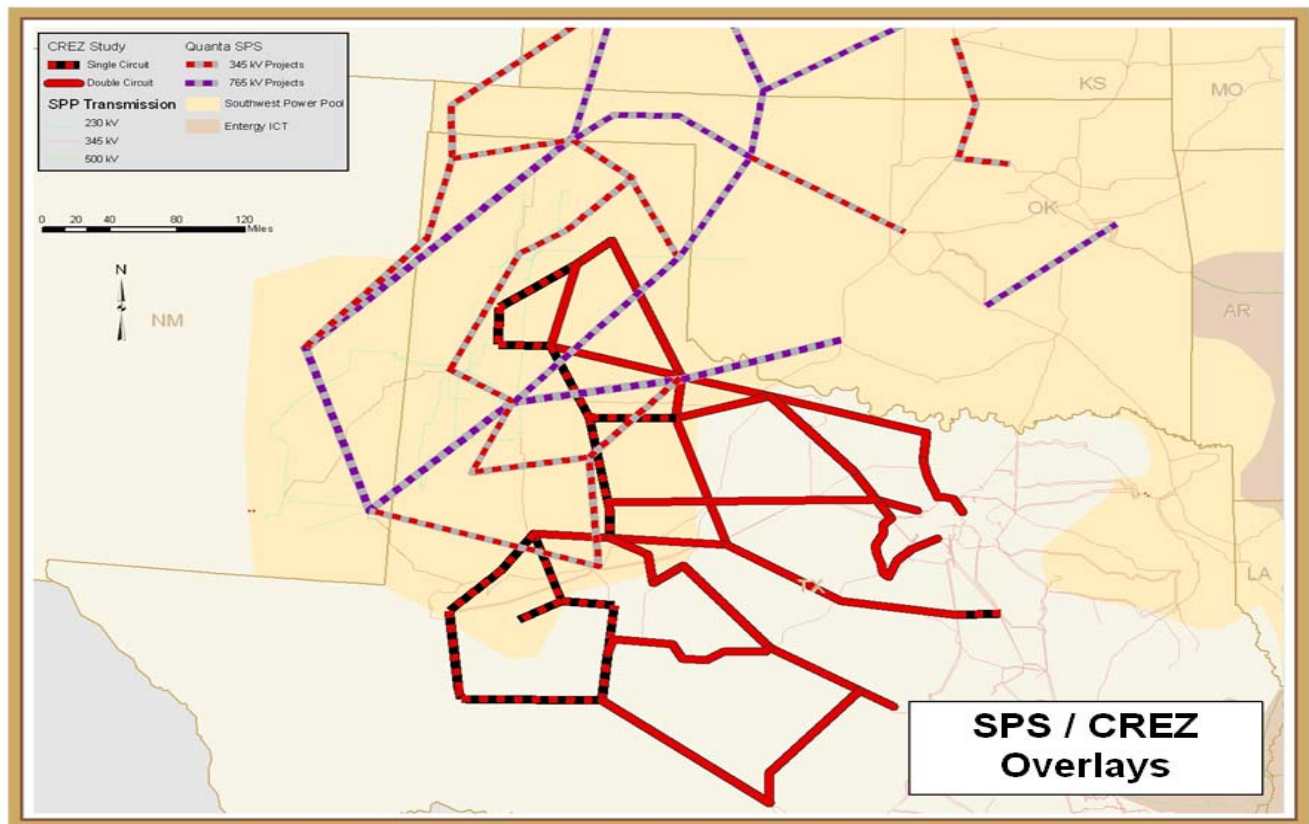 CREZ Study
Single Circuit
Double Circuit
SPP Transmission
230 kV
345 kV
500 kV
Quanta SPS
345 kV Projects
765 kV Projects
Southwest Power Pool
Entergy ICT
0 20 40 80 120
Miles
N
NM
KS
MO
OK
AR
TX
LA
SPS / CREZ
Overlays